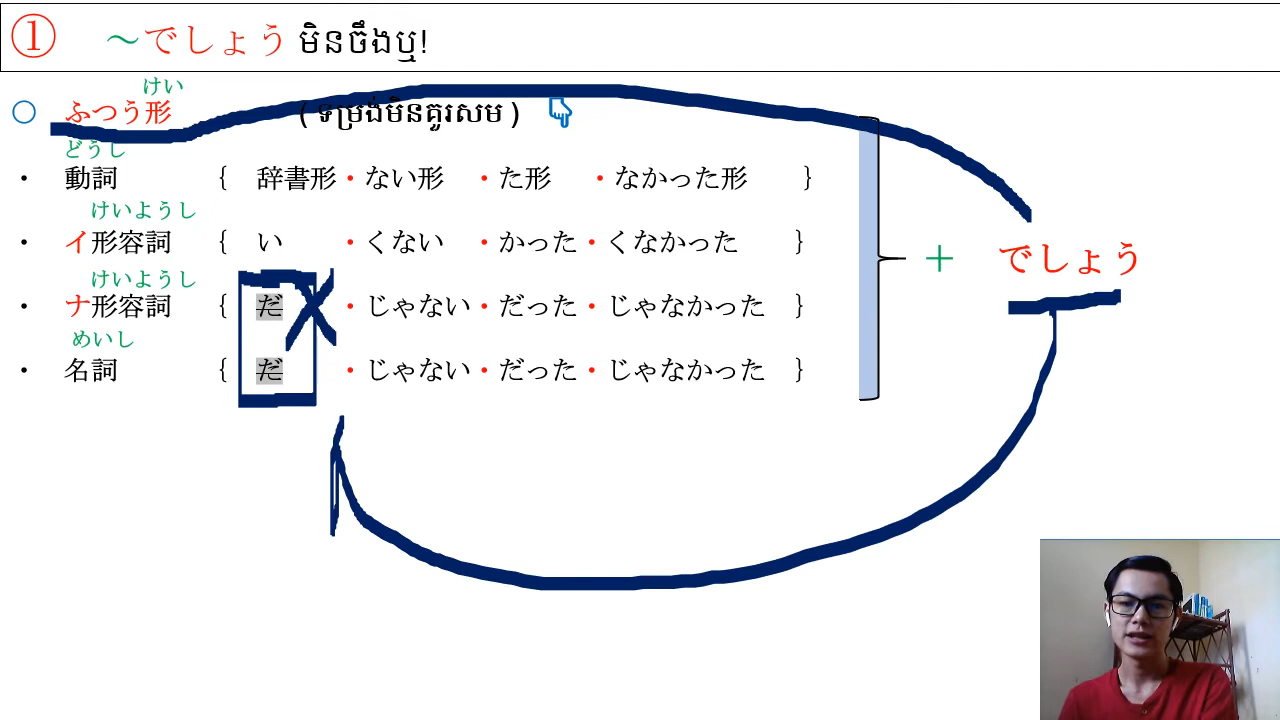 ① ～でしょう មិនចឹងឬ!
けい
〇 ふつう形 ( ទម្រង់មិនគួរសម )
どうし
・ 動詞 { 辞書形・ない形 ・た形 ・なかった形 }
けいようし
・ イ形容詞 { い ・くない ・かった・くなかった }
けいようし
＋ でしょう
・ ナ形容詞 { だ ・じゃない・だった・じゃなかった }
めいし
・ 名詞 { だ ・じゃない・だった・じゃなかった }